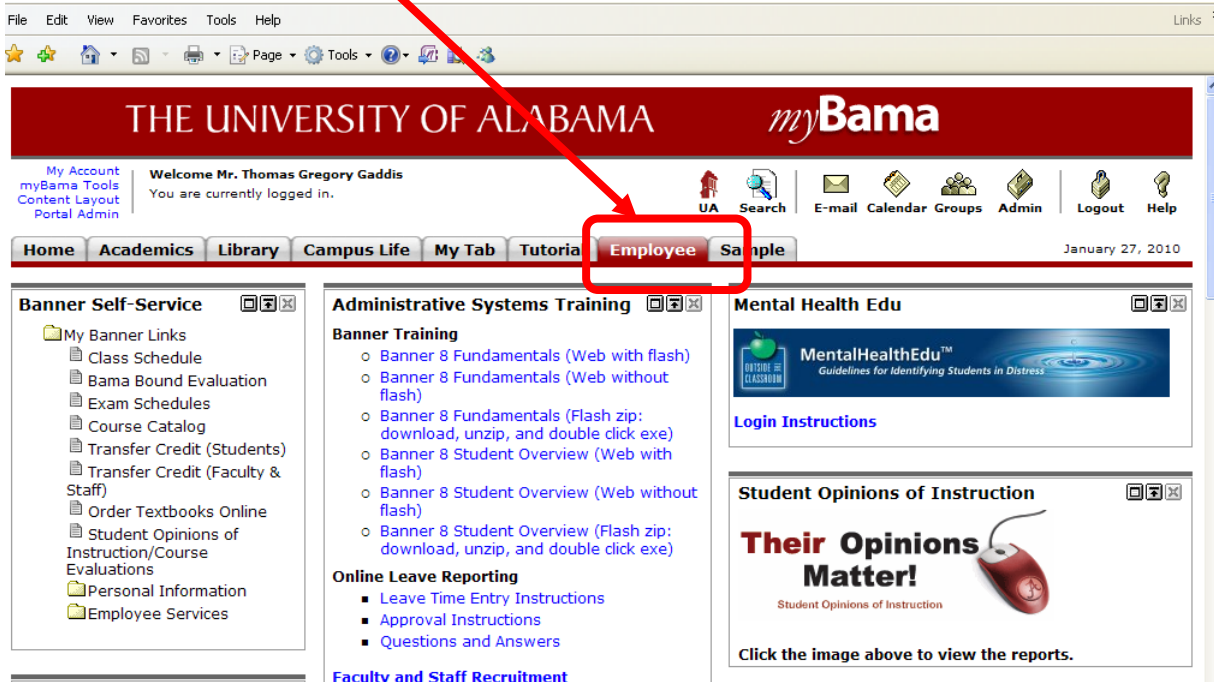 File Edit View Favorites Tools Help Links
Page Tools
THE UNIVERSITY OF ALABAMA myBama
My Account
myBama Tools
Content Layout
Portal Admin
Welcome Mr. Thomas Gregory Gaddis
You are currently logged in.
UA Search E-mail Calendar Groups Admin Logout Help
Home Academics Library Campus Life My Tab Tutorial Employee Sample January 27, 2010
Banner Self-Service
My Banner Links
Class Schedule
Bama Bound Evaluation
Exam Schedules
Course Catalog
Transfer Credit (Students)
Transfer Credit (Faculty &
Staff)
Order Textbooks Online
Student Opinions of
Instruction/Course
Evaluations
Personal Information
Employee Services
Administrative Systems Training
Banner Training
Banner 8 Fundamentals (Web with flash)
Banner 8 Fundamentals (Web without
flash)
Banner 8 Fundamentals (Flash zip:
download, unzip, and double click exe)
Banner 8 Student Overview (Web with
flash)
Banner 8 Student Overview (Web without
flash)
Banner 8 Student Overview (Flash zip:
download, unzip, and double click exe)
Online Leave Reporting
Leave Time Entry Instructions
Approval Instructions
Questions and Answers
Faculty and Staff Recruitment
Mental Health Edu
OUTSIDE THE
CLASSROOM
MentalHealthEdu™
Guidelines for Identifying Students in Distress
Login Instructions
Student Opinions of Instruction
Their Opinions
Matter!
Student Opinions of Instruction
Click the image above to view the reports.